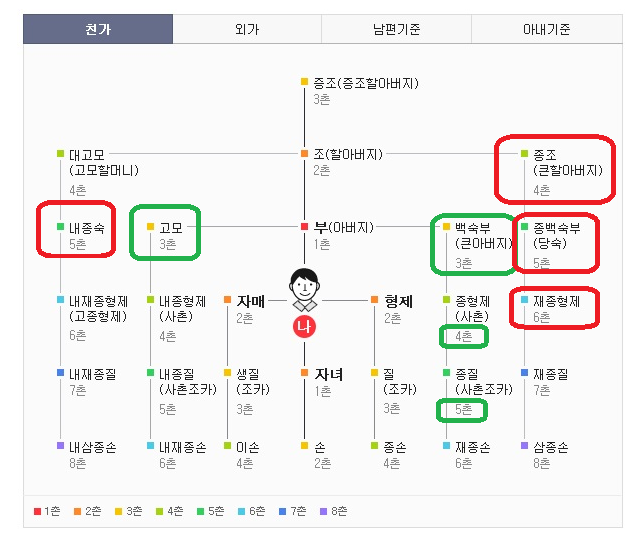 친가 외가 남편기준 아내기준
증조(증조할아버지)
3촌
대고모
(고모할머니)
4촌
조(할아버지)
2촌
종조
(큰할아버지)
4촌
내종숙
5촌
고모
3촌
부(아버지)
1촌
백숙부
(큰아버지)
3촌
종백숙부
(당숙)
5촌
내재종형제
(고종형제)
6촌
내종형제
(사촌)
4촌
자매
2촌
나
형제
2촌
종형제
(사촌)
4촌
재종형제
6촌
내재종질
7촌
내종질
(사촌조카)
5촌
생질
(조카)
3촌
자녀
1촌
질
(조카)
3촌
종질
(사촌조카)
5촌
재종질
7촌
내삼종손
8촌
내재종손
6촌
이손
4촌
손
2촌
종손
4촌
재종손
6촌
삼종손
8촌
1촌 2촌 3촌 4촌 5촌 6촌 7촌 8촌